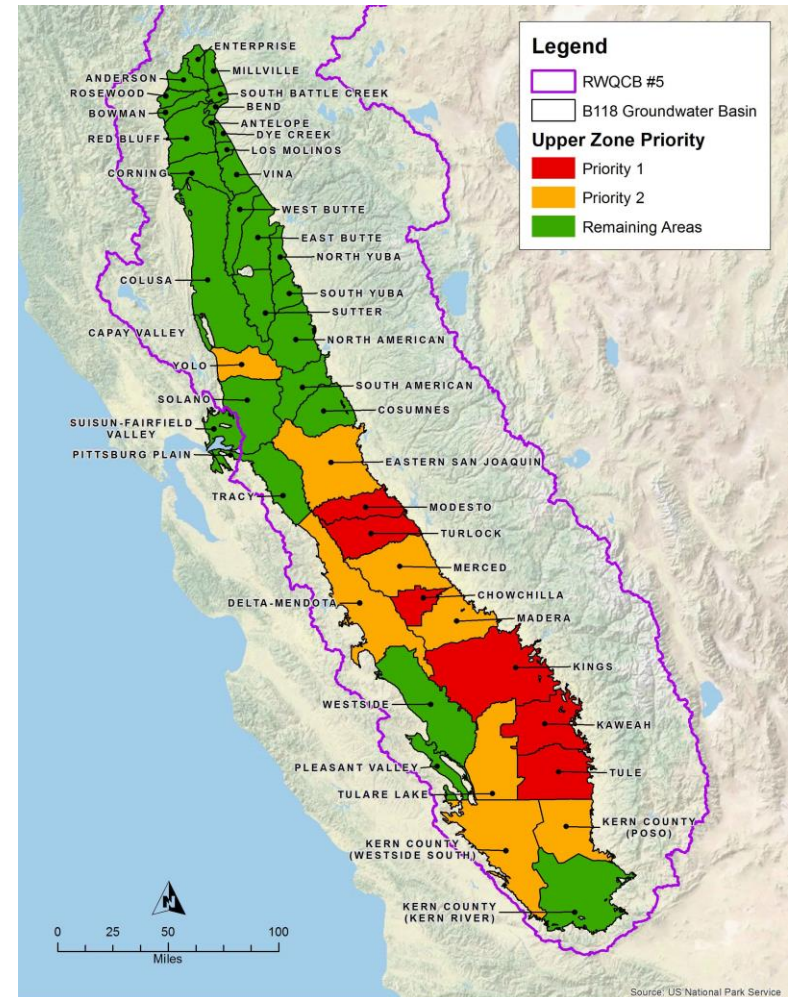 Legend
RWQCB #5
B118 Groundwater Basin
Upper Zone Priority
Priority 1
Priority 2
Remaining Areas
ENTERPRISE
MILLVILLE
ANDERSON
ROSEWOOD
SOUTH BATTLE CREEK
BEND
BOWMAN
ANTELOPE
DYE CREEK
RED BLUFF
LOS MOLINOS
CORNING
VINA
WEST BUTTE
EAST BUTTE
NORTH YUBA
COLUSA
SOUTH YUBA
SUTTER
CAPAY VALLEY
NORTH AMERICAN
YOLO
SOUTH AMERICAN
SOLANO
COSUMNES
SUISUN-FAIRFIELD
VALLEY
PITTSBURG PLAIN
EASTERN SAN JOAQUIN
TRACY
MODESTO
TURLOCK
MERCED
CHOWCHILLA
DELTA-MENDOTA
MADERA
KINGS
WESTSIDE
KAWEAH
PLEASANT VALLEY
TULE
TULARE LAKE
KERN COUNTY
(POSO)
KERN COUNTY
(WESTSIDE SOUTH)
KERN COUNTY
(KERN RIVER)
N
0 25 50 100
Miles
Source: US National Park Service